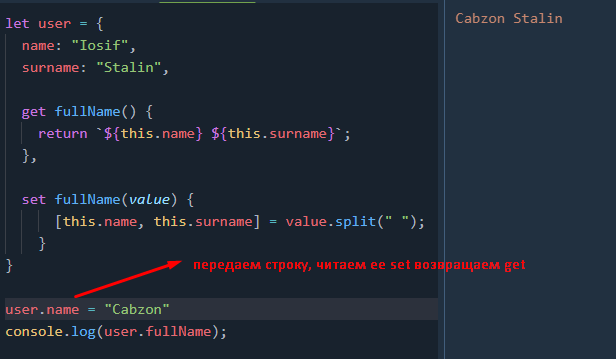 let user = {
  name: "Iosif",
  surname: "Stalin",
  get fullName() {
    return `${this.name} ${this.surname}`;
  },
  set fullName(value) {
      [this.name, this.surname] = value.split(" ");
    }
}
передаем строку, читаем ее set возвращаем get
user.name = "Cabzon"
console.log(user.fullName);
Cabzon Stalin